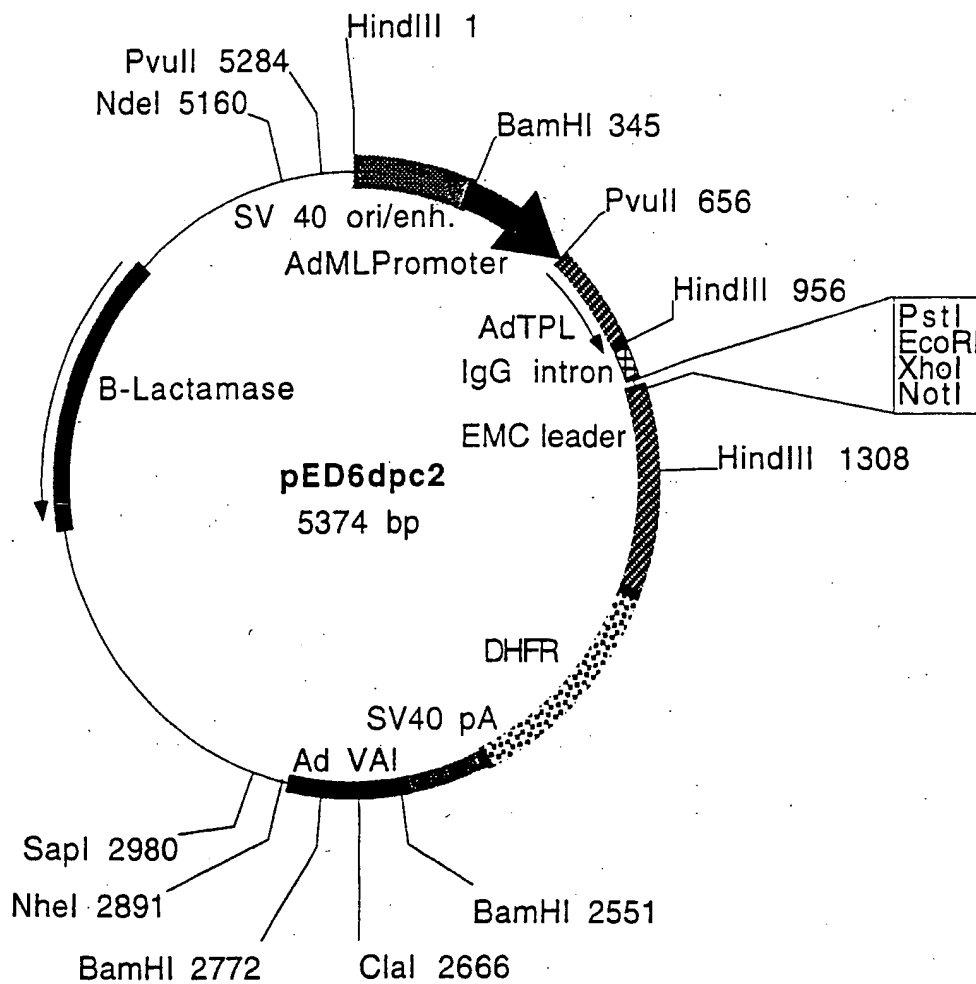 HindIII 1
PvuII 5284
NdeI 5160
BamHI 345
SV 40 ori/enh.
PvuII 656
AdMLPromoter
HindIII 956
PstI
EcoRI
XhoI
NotI
AdTPL
IgG intron
B-Lactamase
EMC leader
HindIII 1308
pED6dpc2
5374 bp
DHFR
SV40 pA
Ad VAI
SapI 2980
NheI 2891
BamHI 2551
BamHI 2772
ClaI 2666